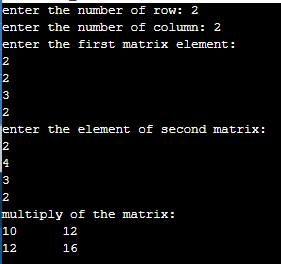 enter the number of row: 2
enter the number of column: 2
enter the first matrix element:
2
2
3
2
enter the element of second matrix:
2
4
3
2
multiply of the matrix:
10 12
12 16